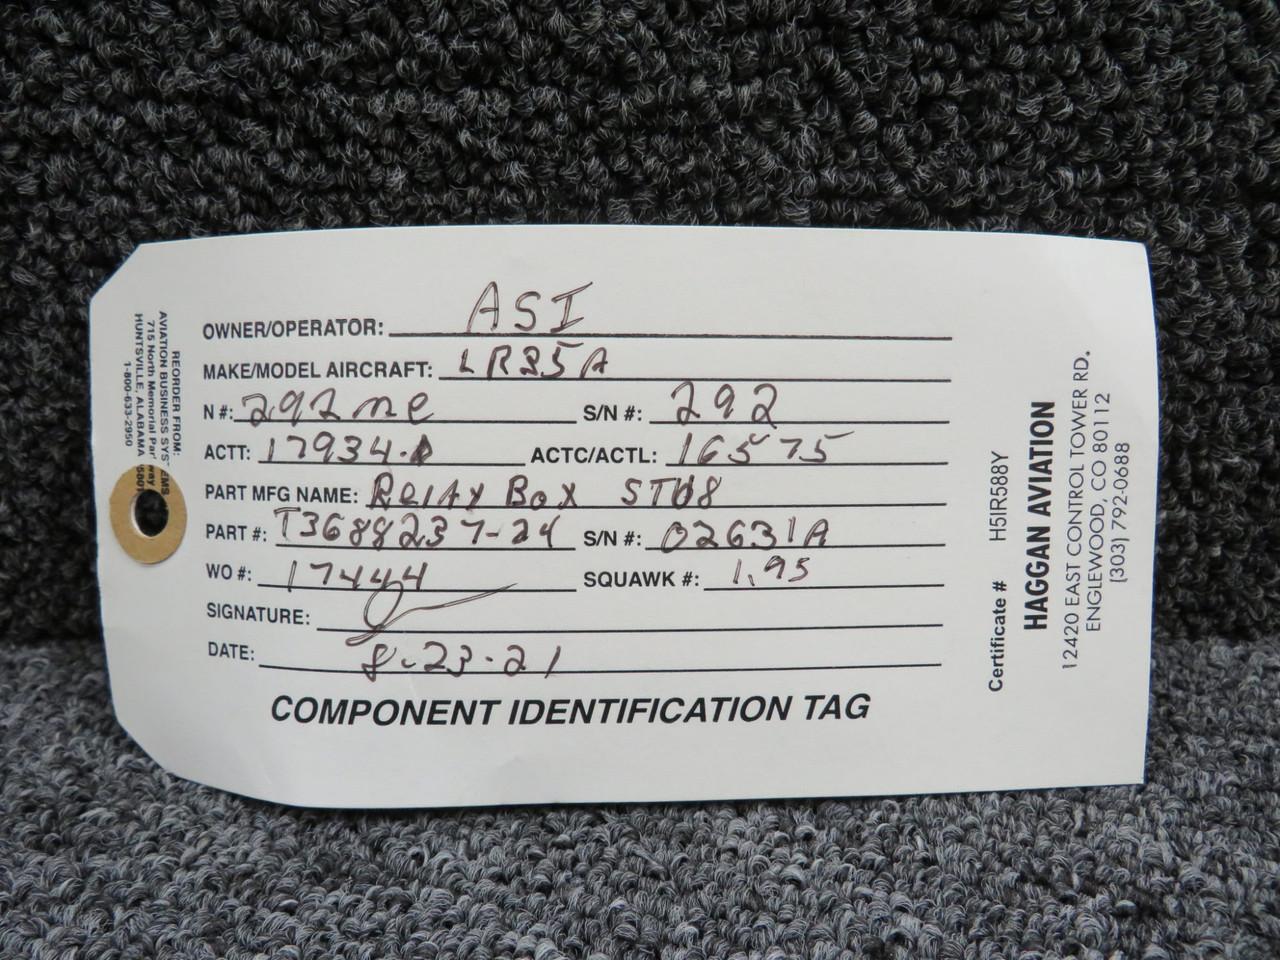 OWNER/OPERATOR: ASI
MAKE/MODEL AIRCRAFT: LR35A
N #: 292ME S/N #: 292
ACTT: 17934.1 ACTC/ACTL: 16575
PART MFG NAME: RelAy Box
PART #: T3688237-24 S/N #: 02631A
WO #: 17444 SQUAWK #: 1.95
SIGNATURE:
DATE: 8-23-21
COMPONENT IDENTIFICATION TAG
REORDER FROM:
AVIATION BUSINESS SYSTEMS
715 North Memorial Parkway
HUNTSVILLE, ALABAMA
1-800-633-2950
Certificate # H5IR588Y
HAGGAN AVIATION
12420 EAST CONTROL TOWER RD.
ENGLEWOOD, CO 80112
(303) 792-0688